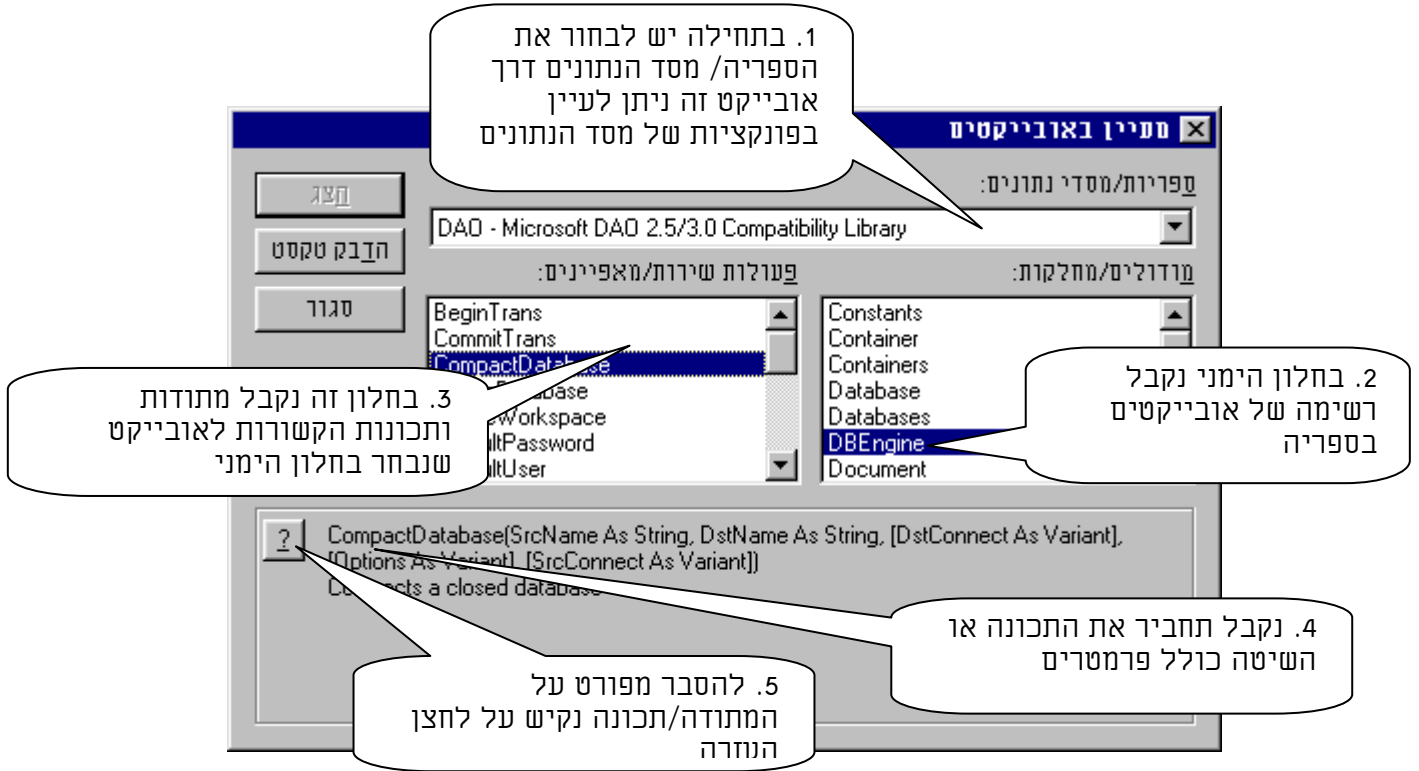 1. בתחילה יש לבחור את
הספריה/ מסד הנתונים דרך
אובייקט זה ניתן לעיין
בפונקציות של מסד הנתונים
מעיין באובייקטים
ספריות/מסדי נתונים:
DAO - Microsoft DAO 2.5/3.0 Compatibility Library
הצג
הדבק טקסט
סגור
מודולים/מחלקות:
Constants
Container
Containers
Database
Databases
DBEngine
Document
פעולות שירות/מאפיינים:
BeginTrans
CommitTrans
CompactDatabase
2. בחלון הימני נקבל
רשימה של אובייקטים
בספריה
3. בחלון זה נקבל מתודות
ותכונות הקשורות לאובייקט
שנבחר בחלון הימני
?
CompactDatabase(SrcName As String, DstName As String, [DstConnect As Variant],
[Options As Variant], [SrcConnect As Variant])
a closed database
4. נקבל תחביר את התכונה או
השיטה כולל פרמטרים
5. להסבר מפורט על
המתודה/תכונה נקיש על לחצן
הנוזרה